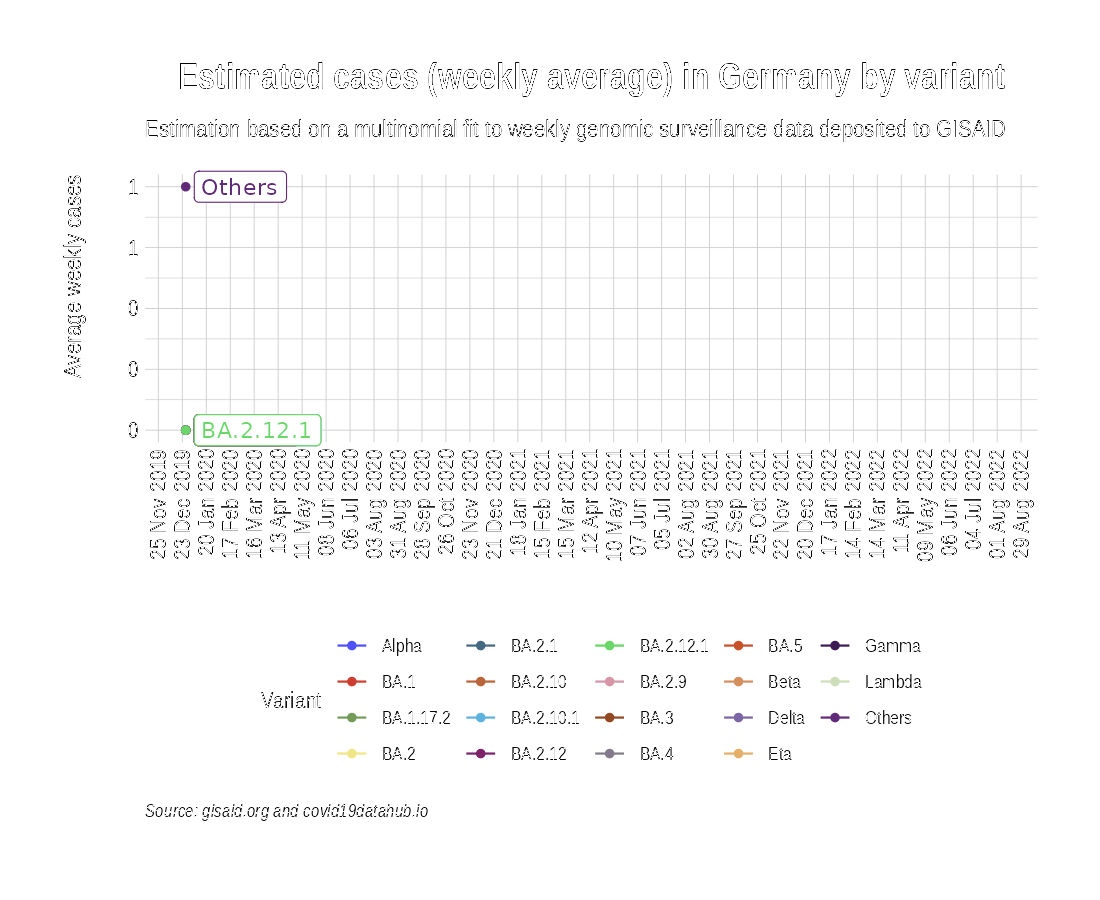 Estimated cases (weekly average) in Germany by variant
Estimation based on a multinomial fit to weekly genomic surveillance data deposited to GISAID
Average weekly cases
1
1
0
0
0
Others
BA.2.12.1
25 Nov 2019
23 Dec 2019
20 Jan 2020
17 Feb 2020
16 Mar 2020
13 Apr 2020
11 May 2020
08 Jun 2020
06 Jul 2020
03 Aug 2020
31 Aug 2020
28 Sep 2020
26 Oct 2020
23 Nov 2020
21 Dec 2020
18 Jan 2021
15 Feb 2021
15 Mar 2021
12 Apr 2021
10 May 2021
07 Jun 2021
05 Jul 2021
02 Aug 2021
30 Aug 2021
27 Sep 2021
25 Oct 2021
22 Nov 2021
20 Dec 2021
17 Jan 2022
14 Feb 2022
14 Mar 2022
11 Apr 2022
09 May 2022
06 Jun 2022
04 Jul 2022
01 Aug 2022
29 Aug 2022
Variant
Alpha
BA.1
BA.1.17.2
BA.2
BA.2.1
BA.2.10
BA.2.10.1
BA.2.12
BA.2.12.1
BA.2.9
BA.3
BA.4
BA.5
Beta
Delta
Eta
Gamma
Lambda
Others
Source: gisaid.org and covid19datahub.io